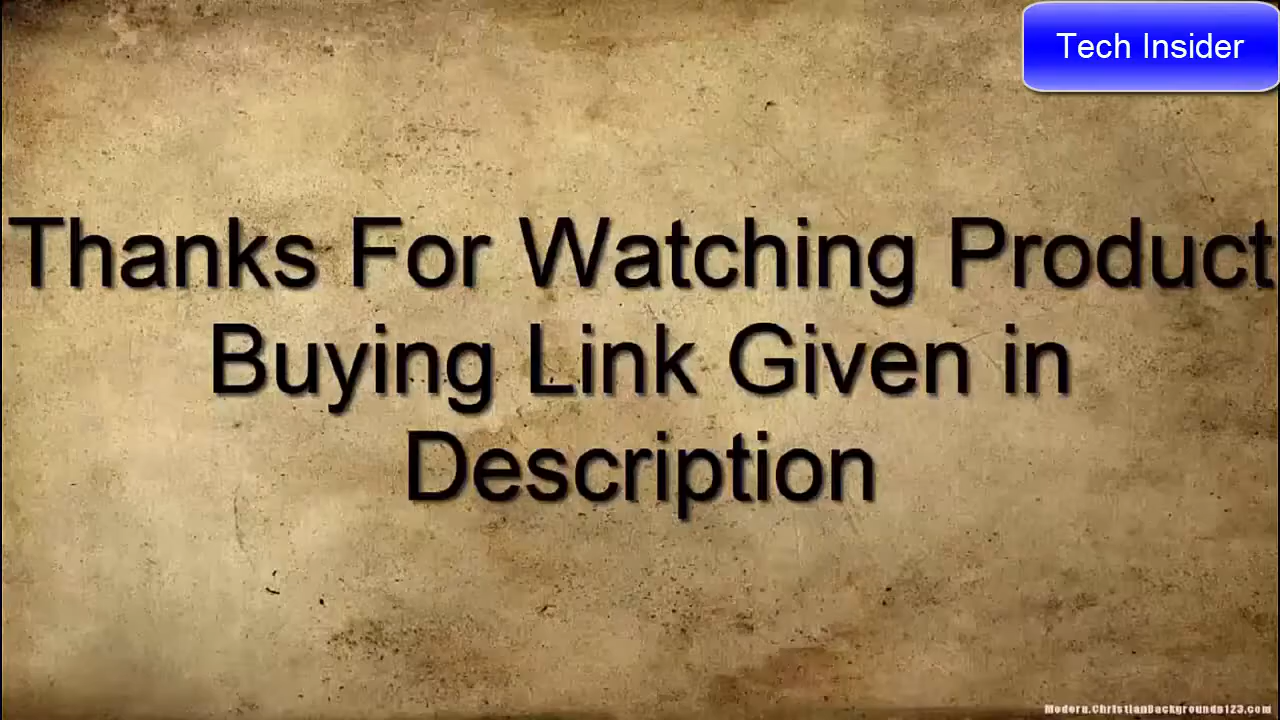 Tech Insider
Thanks For Watching Product
Buying Link Given in
Description
Modern.ChristianBackgrounds123.com